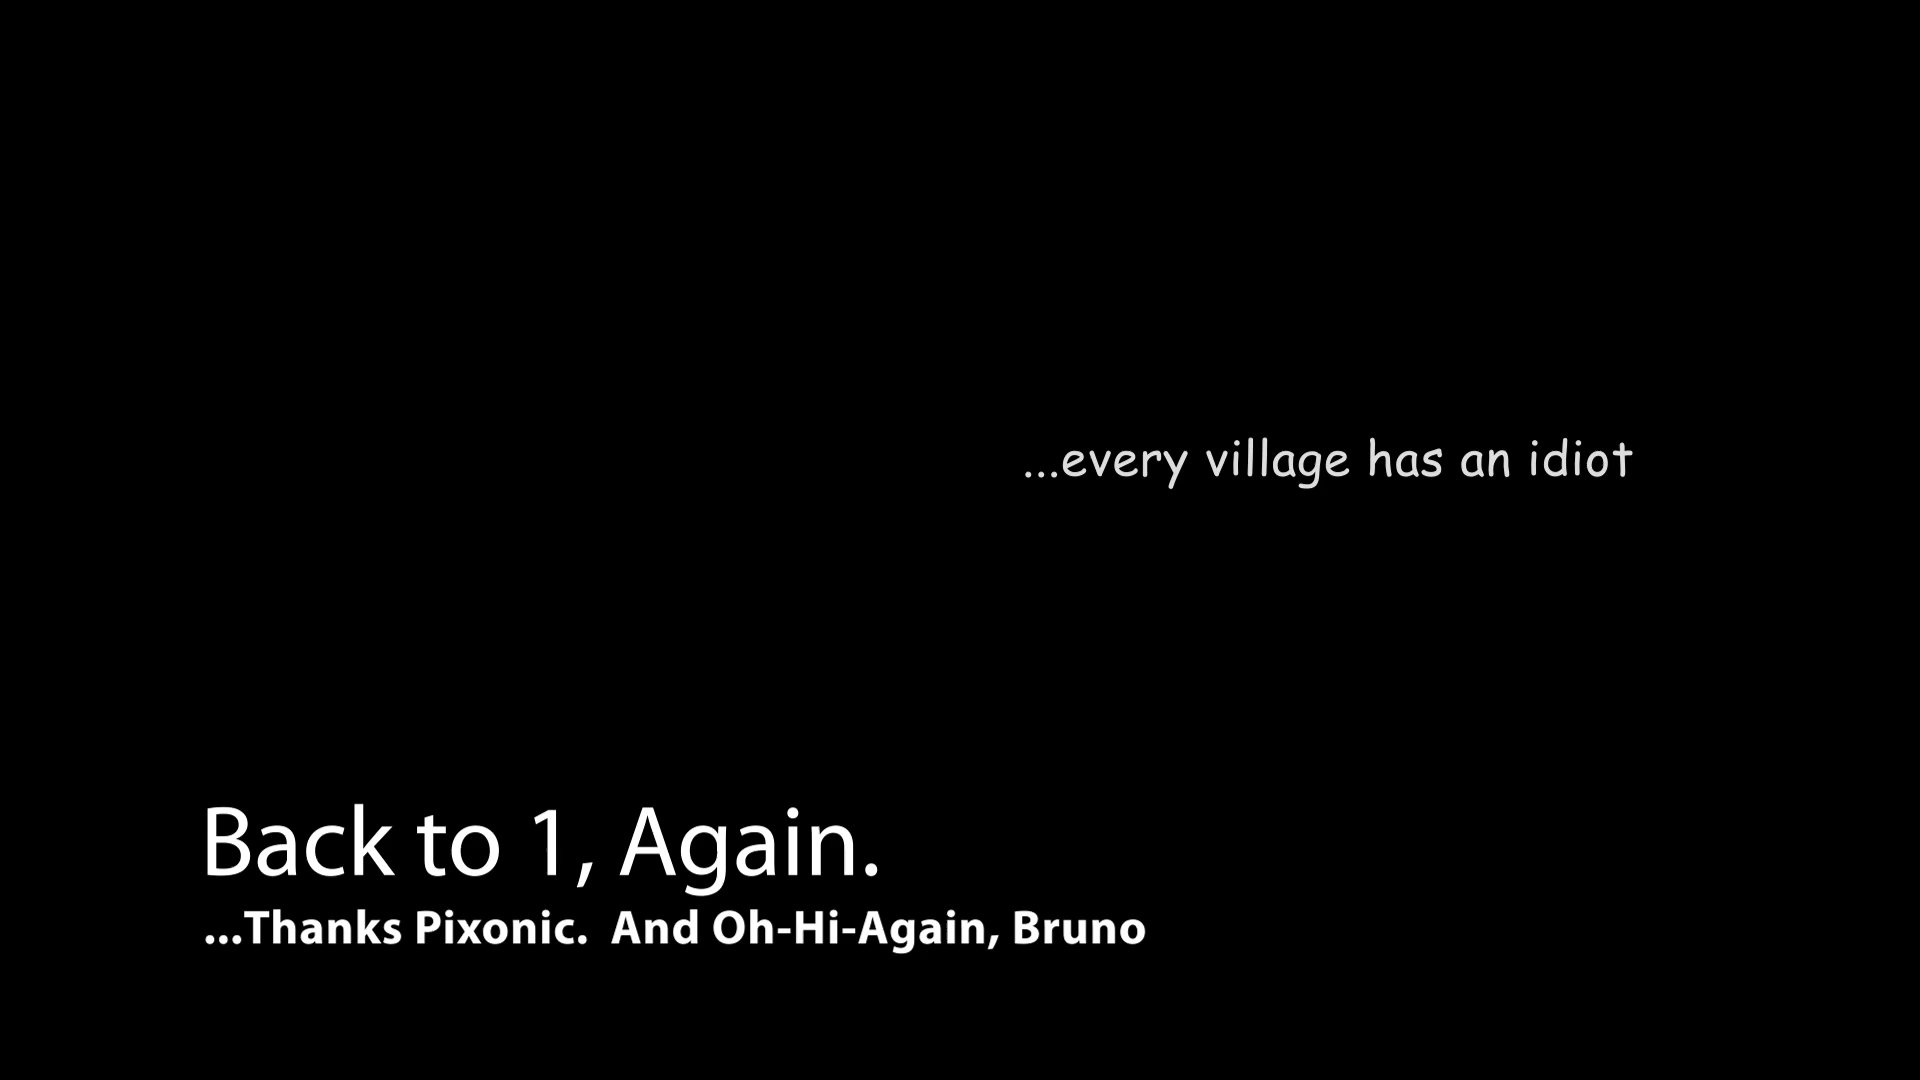 ...every village has an idiot
Back to 1, Again.
...Thanks Pixonic.  And Oh-Hi-Again, Bruno